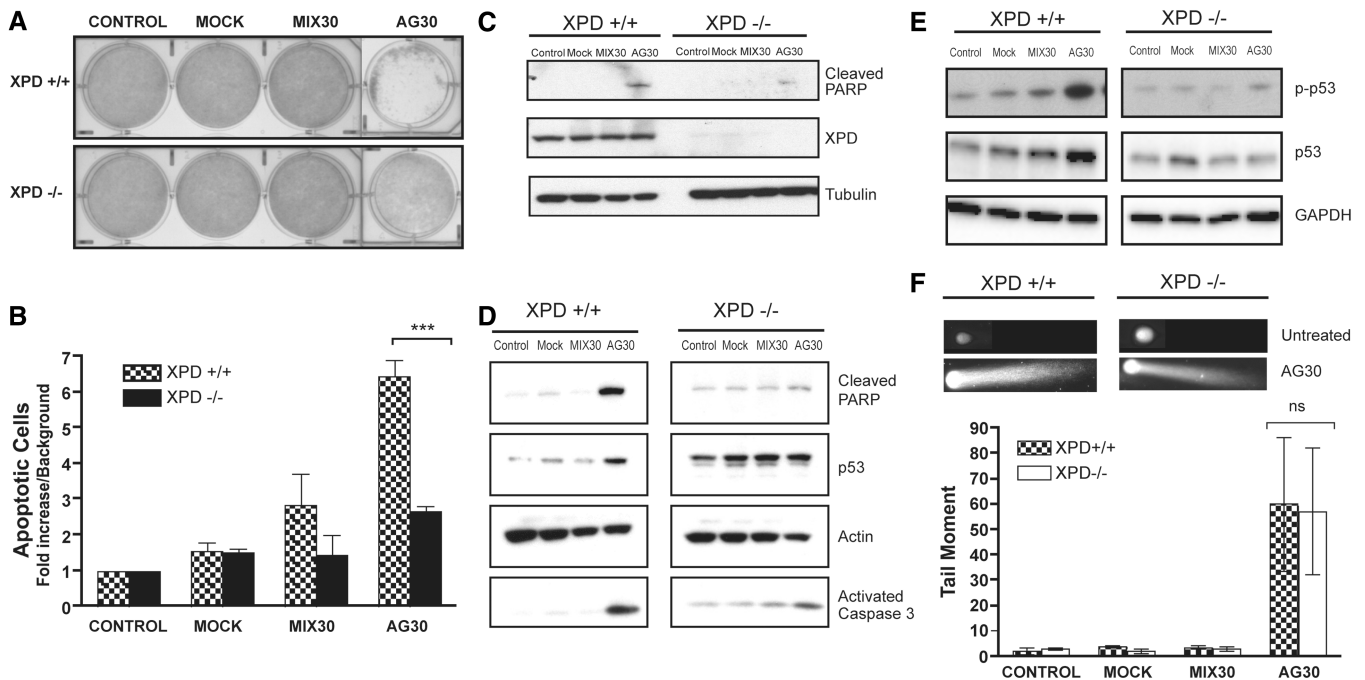 A
CONTROL MOCK MIX30 AG30
XPD +/+
XPD -/-
B
Apoptotic Cells
Fold increase/Background
7
6
5
4
3
2
1
0
***
XPD +/+
XPD -/-
CONTROL MOCK MIX30 AG30
C
XPD +/+ XPD -/-
Control Mock MIX30 AG30 Control Mock MIX30 AG30
Cleaved
PARP
XPD
Tubulin
D
XPD +/+ XPD -/-
Control Mock MIX30 AG30 Control Mock MIX30 AG30
Cleaved
PARP
p53
Actin
Activated
Caspase 3
E
XPD +/+ XPD -/-
Control Mock MIX30 AG30 Control Mock MIX30 AG30
p-p53
p53
GAPDH
F
XPD +/+ XPD -/-
Untreated
AG30
ns
Tail Moment
90
80
70
60
50
40
30
20
10
0
XPD+/+
XPD-/-
CONTROL MOCK MIX30 AG30